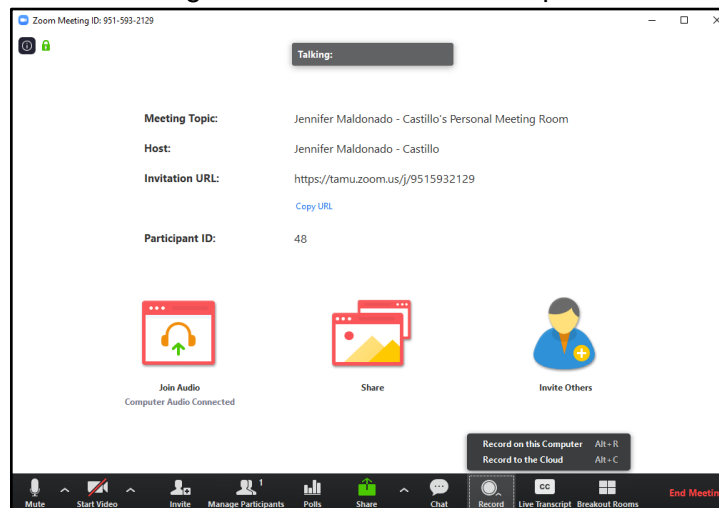 Zoom Meeting ID: 951-593-2129
Talking:
Meeting Topic: Jennifer Maldonado - Castillo's Personal Meeting Room
Host: Jennifer Maldonado - Castillo
Invitation URL: https://tamu.zoom.us/j/9515932129
Copy URL
Participant ID: 48
Join Audio Share Invite Others
Computer Audio Connected
Record on this Computer Alt+R
Record to the Cloud Alt+C
1
CC
Mute Start Video Invite Manage Participants Polls Share Chat Record Live Transcript Breakout Rooms End Meetin